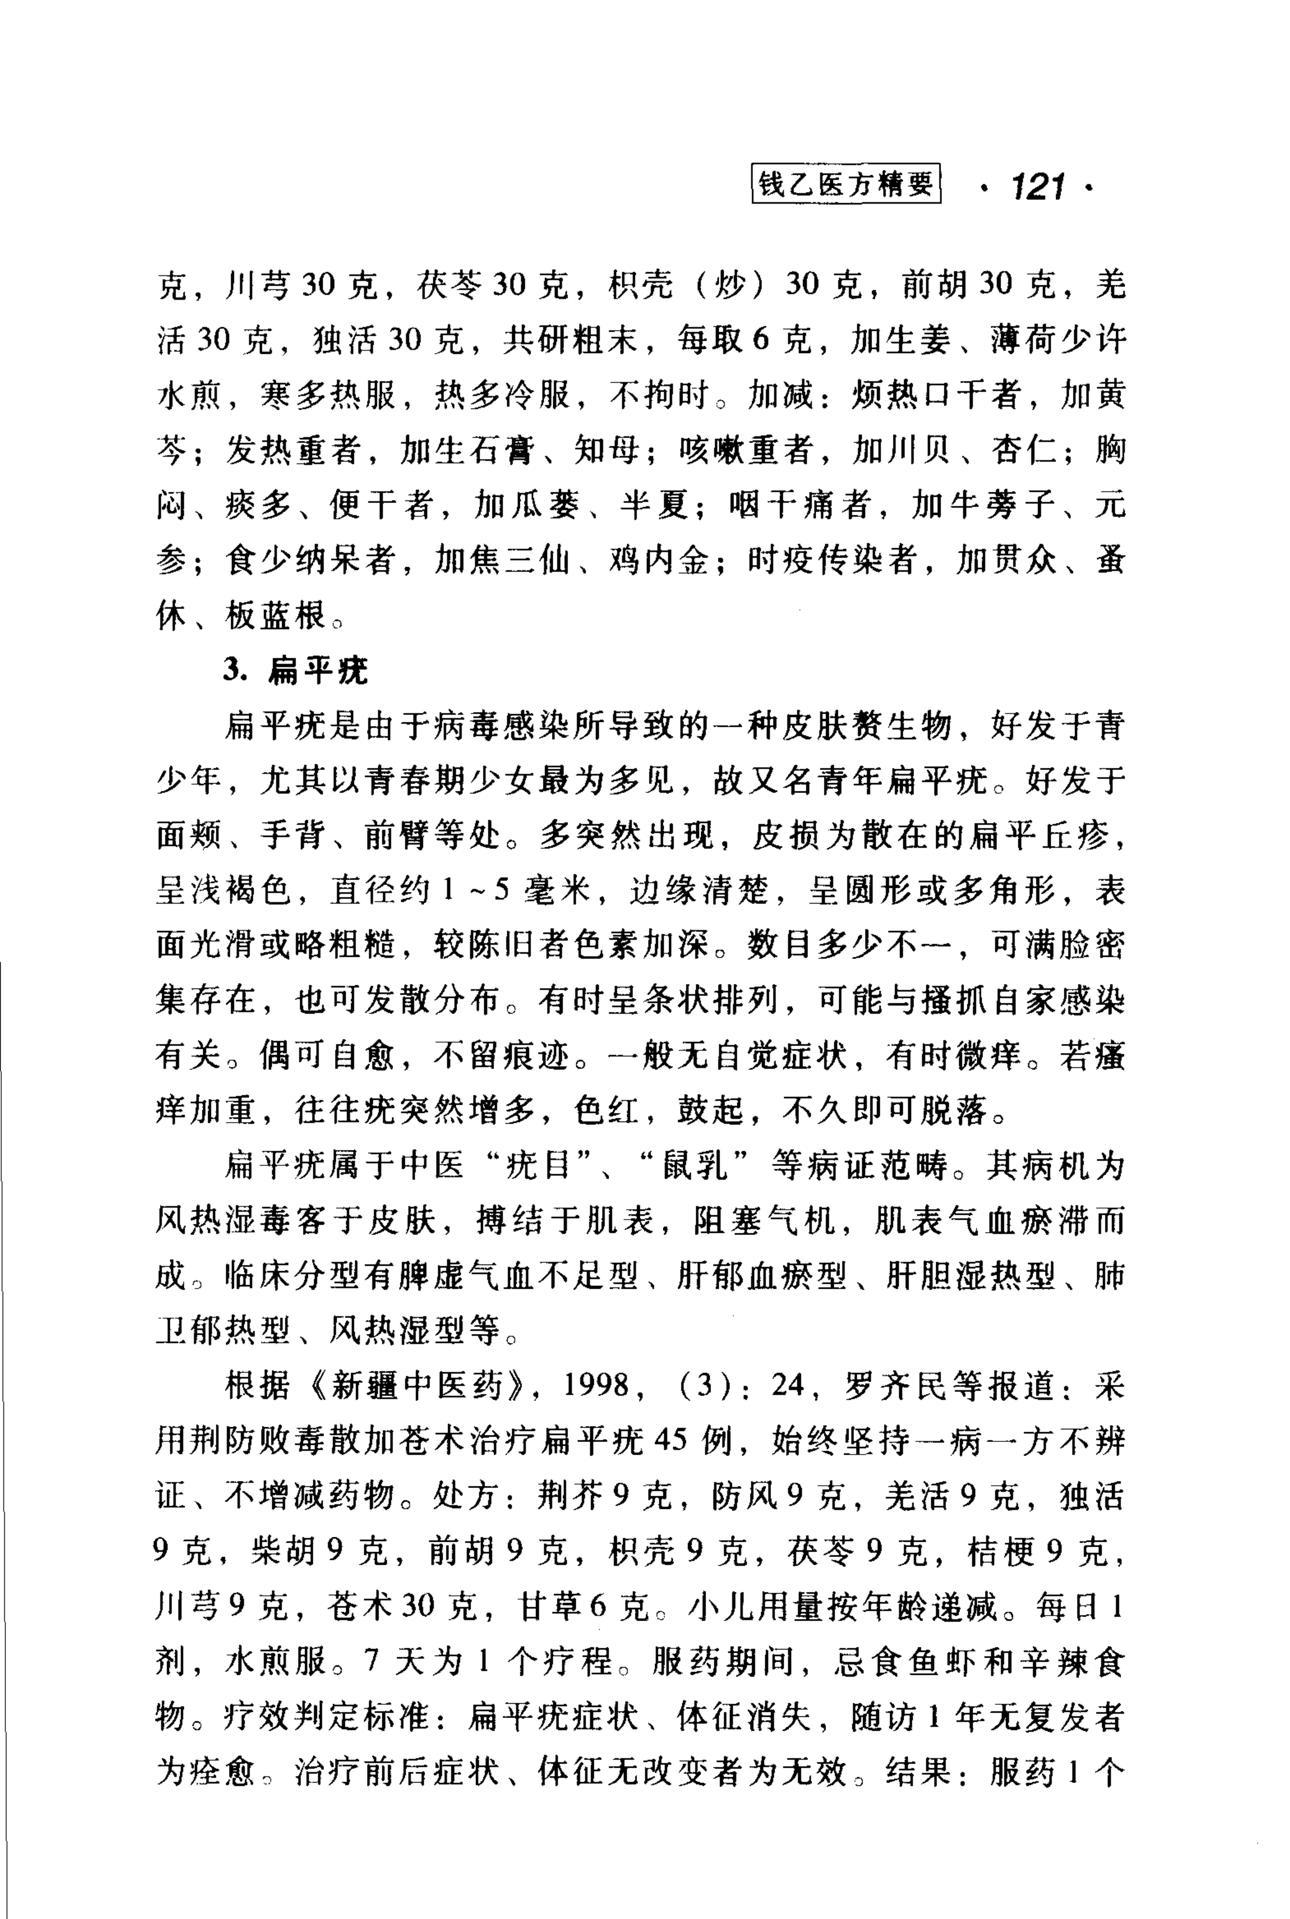 钱乙医方精要 · 121 ·
克，川芎 30 克，茯苓 30 克，枳壳（炒）30 克，前胡 30 克，羌
活 30 克，独活 30 克，共研粗末，每取 6 克，加生姜、薄荷少许
水煎，寒多热服，热多冷服，不拘时。加减：烦热口干者，加黄
芩；发热重者，加生石膏、知母；咳嗽重者，加川贝、杏仁；胸
闷、痰多、便干者，加瓜蒌、半夏；咽干痛者，加牛蒡子、元
参；食少纳呆者，加焦三仙、鸡内金；时疫传染者，加贯众、蚤
休、板蓝根。
3. 扁平疣
扁平疣是由于病毒感染所导致的一种皮肤赘生物，好发于青
少年，尤其以青春期少女最为多见，故又名青年扁平疣。好发于
面颊、手背、前臂等处。多突然出现，皮损为散在的扁平丘疹，
呈浅褐色，直径约 1 ~ 5 毫米，边缘清楚，呈圆形或多角形，表
面光滑或略粗糙，较陈旧者色素加深。数目多少不一，可满脸密
集存在，也可发散分布。有时呈条状排列，可能与搔抓自家感染
有关。偶可自愈，不留痕迹。一般无自觉症状，有时微痒。若瘙
痒加重，往往疣突然增多，色红，鼓起，不久即可脱落。
扁平疣属于中医“疣目”、“鼠乳”等病证范畴。其病机为
风热湿毒客于皮肤，搏结于肌表，阻塞气机，肌表气血瘀滞而
成。临床分型有脾虚气血不足型、肝郁血瘀型、肝胆湿热型、肺
卫郁热型、风热湿型等。
根据《新疆中医药》，1998，（3）：24，罗齐民等报道：采
用荆防败毒散加苍术治疗扁平疣 45 例，始终坚持一病一方不辨
证、不增减药物。处方：荆芥 9 克，防风 9 克，羌活 9 克，独活
9 克，柴胡 9 克，前胡 9 克，枳壳 9 克，茯苓 9 克，桔梗 9 克，
川芎 9 克，苍术 30 克，甘草 6 克。小儿用量按年龄递减。每日 1
剂，水煎服。7 天为 1 个疗程。服药期间，忌食鱼虾和辛辣食
物。疗效判定标准：扁平疣症状、体征消失，随访 1 年无复发者
为痊愈。治疗前后症状、体征无改变者为无效。结果：服药 1 个